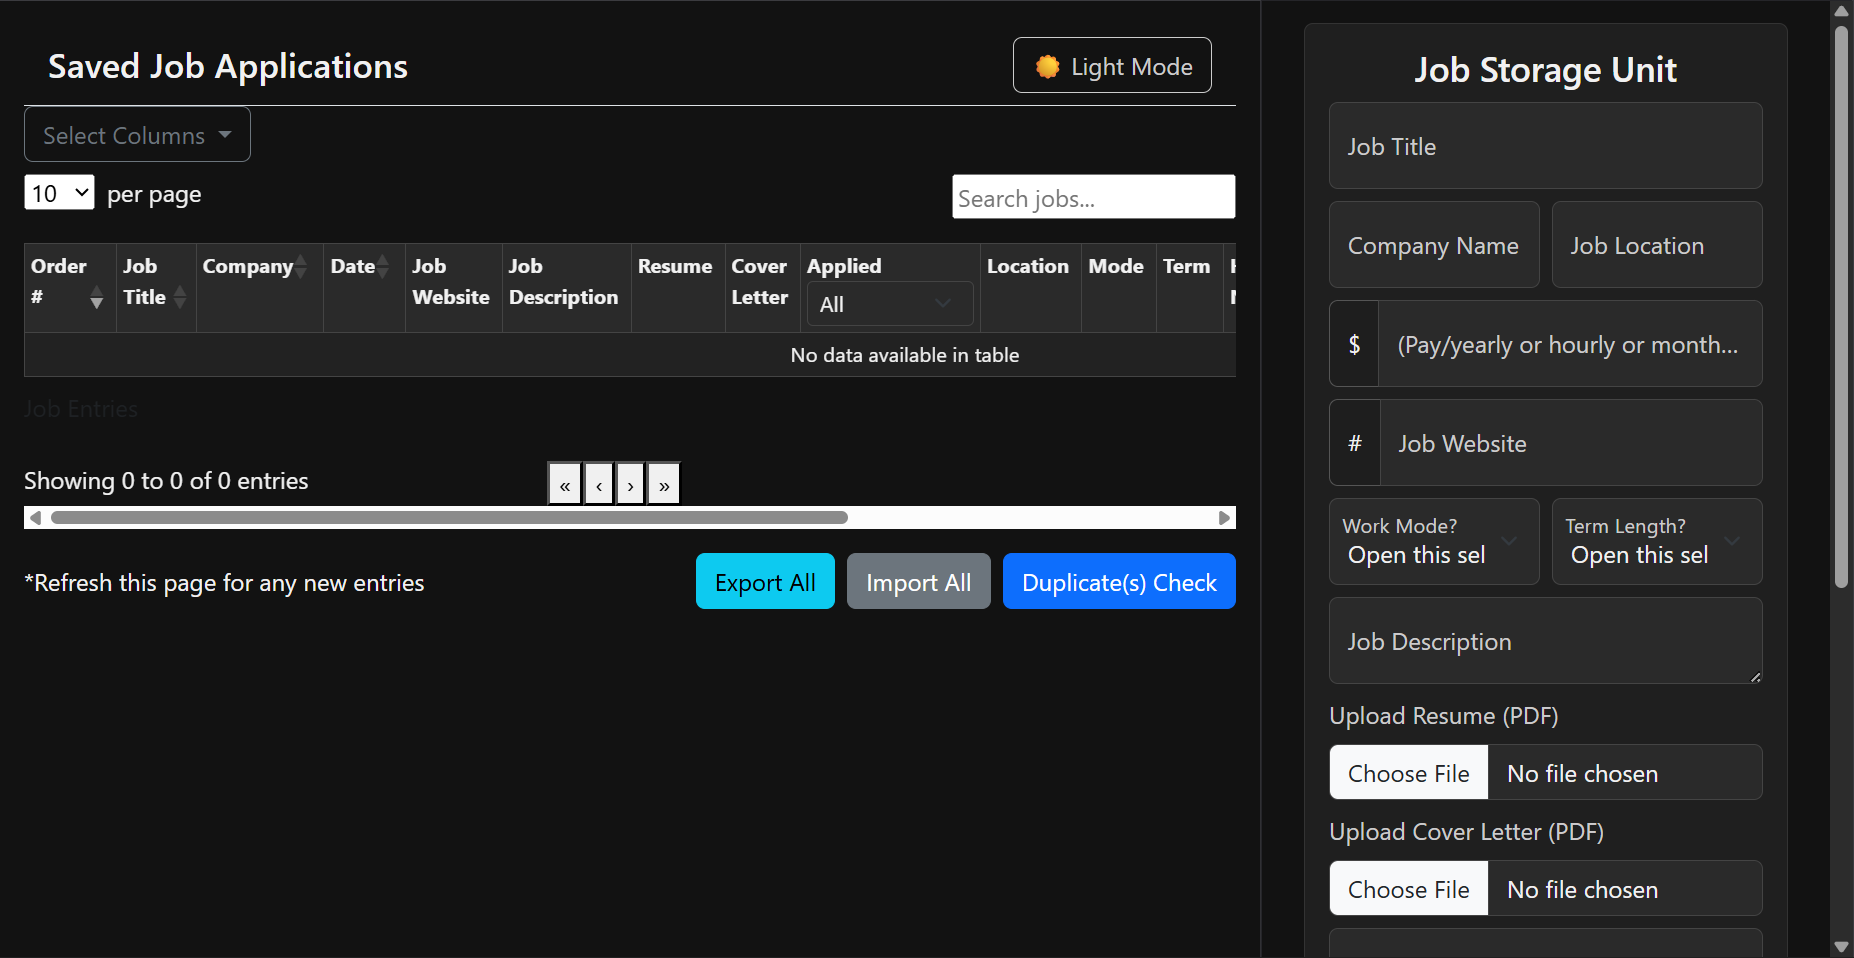 Saved Job Applications
Light Mode
Select Columns
10 per page
Search jobs...
Order # Job Title Company Date Job Website Job Description Resume Cover Letter Applied Location Mode Term
All
No data available in table
Job Entries
Showing 0 to 0 of 0 entries
« ‹ › »
*Refresh this page for any new entries
Export All Import All Duplicate(s) Check
Job Storage Unit
Job Title
Company Name Job Location
$ (Pay/yearly or hourly or month...
# Job Website
Work Mode? Term Length?
Open this sel Open this sel
Job Description
Upload Resume (PDF)
Choose File No file chosen
Upload Cover Letter (PDF)
Choose File No file chosen